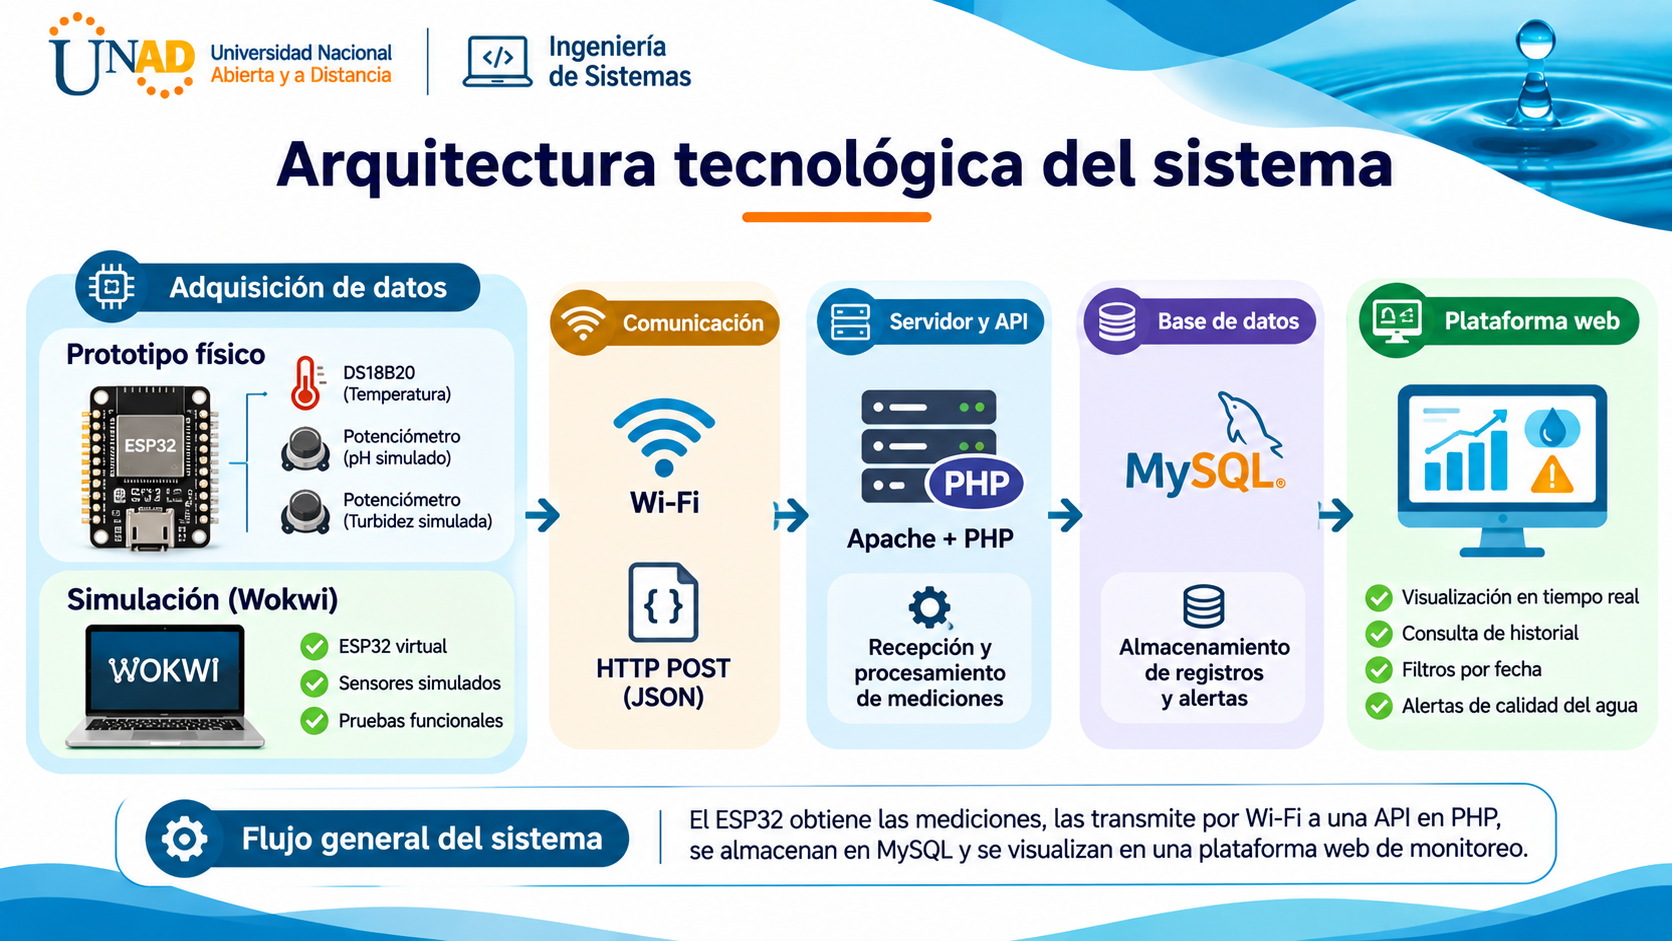 UNAD
Universidad Nacional
Abierta y a Distancia
</>
Ingeniería
de Sistemas
Arquitectura tecnológica del sistema
Adquisición de datos
Prototipo físico
ESP32
DS18B20
(Temperatura)
Potenciómetro
(pH simulado)
Potenciómetro
(Turbidez simulada)
Simulación (Wokwi)
WOKWI
ESP32 virtual
Sensores simulados
Pruebas funcionales
Comunicación
Wi-Fi
{ }
HTTP POST
(JSON)
Servidor y API
PHP
Apache + PHP
Recepción y
procesamiento
de mediciones
Base de datos
MySQL®
Almacenamiento
de registros
y alertas
Plataforma web
Visualización en tiempo real
Consulta de historial
Filtros por fecha
Alertas de calidad del agua
Flujo general del sistema
El ESP32 obtiene las mediciones, las transmite por Wi-Fi a una API en PHP,
se almacenan en MySQL y se visualizan en una plataforma web de monitoreo.